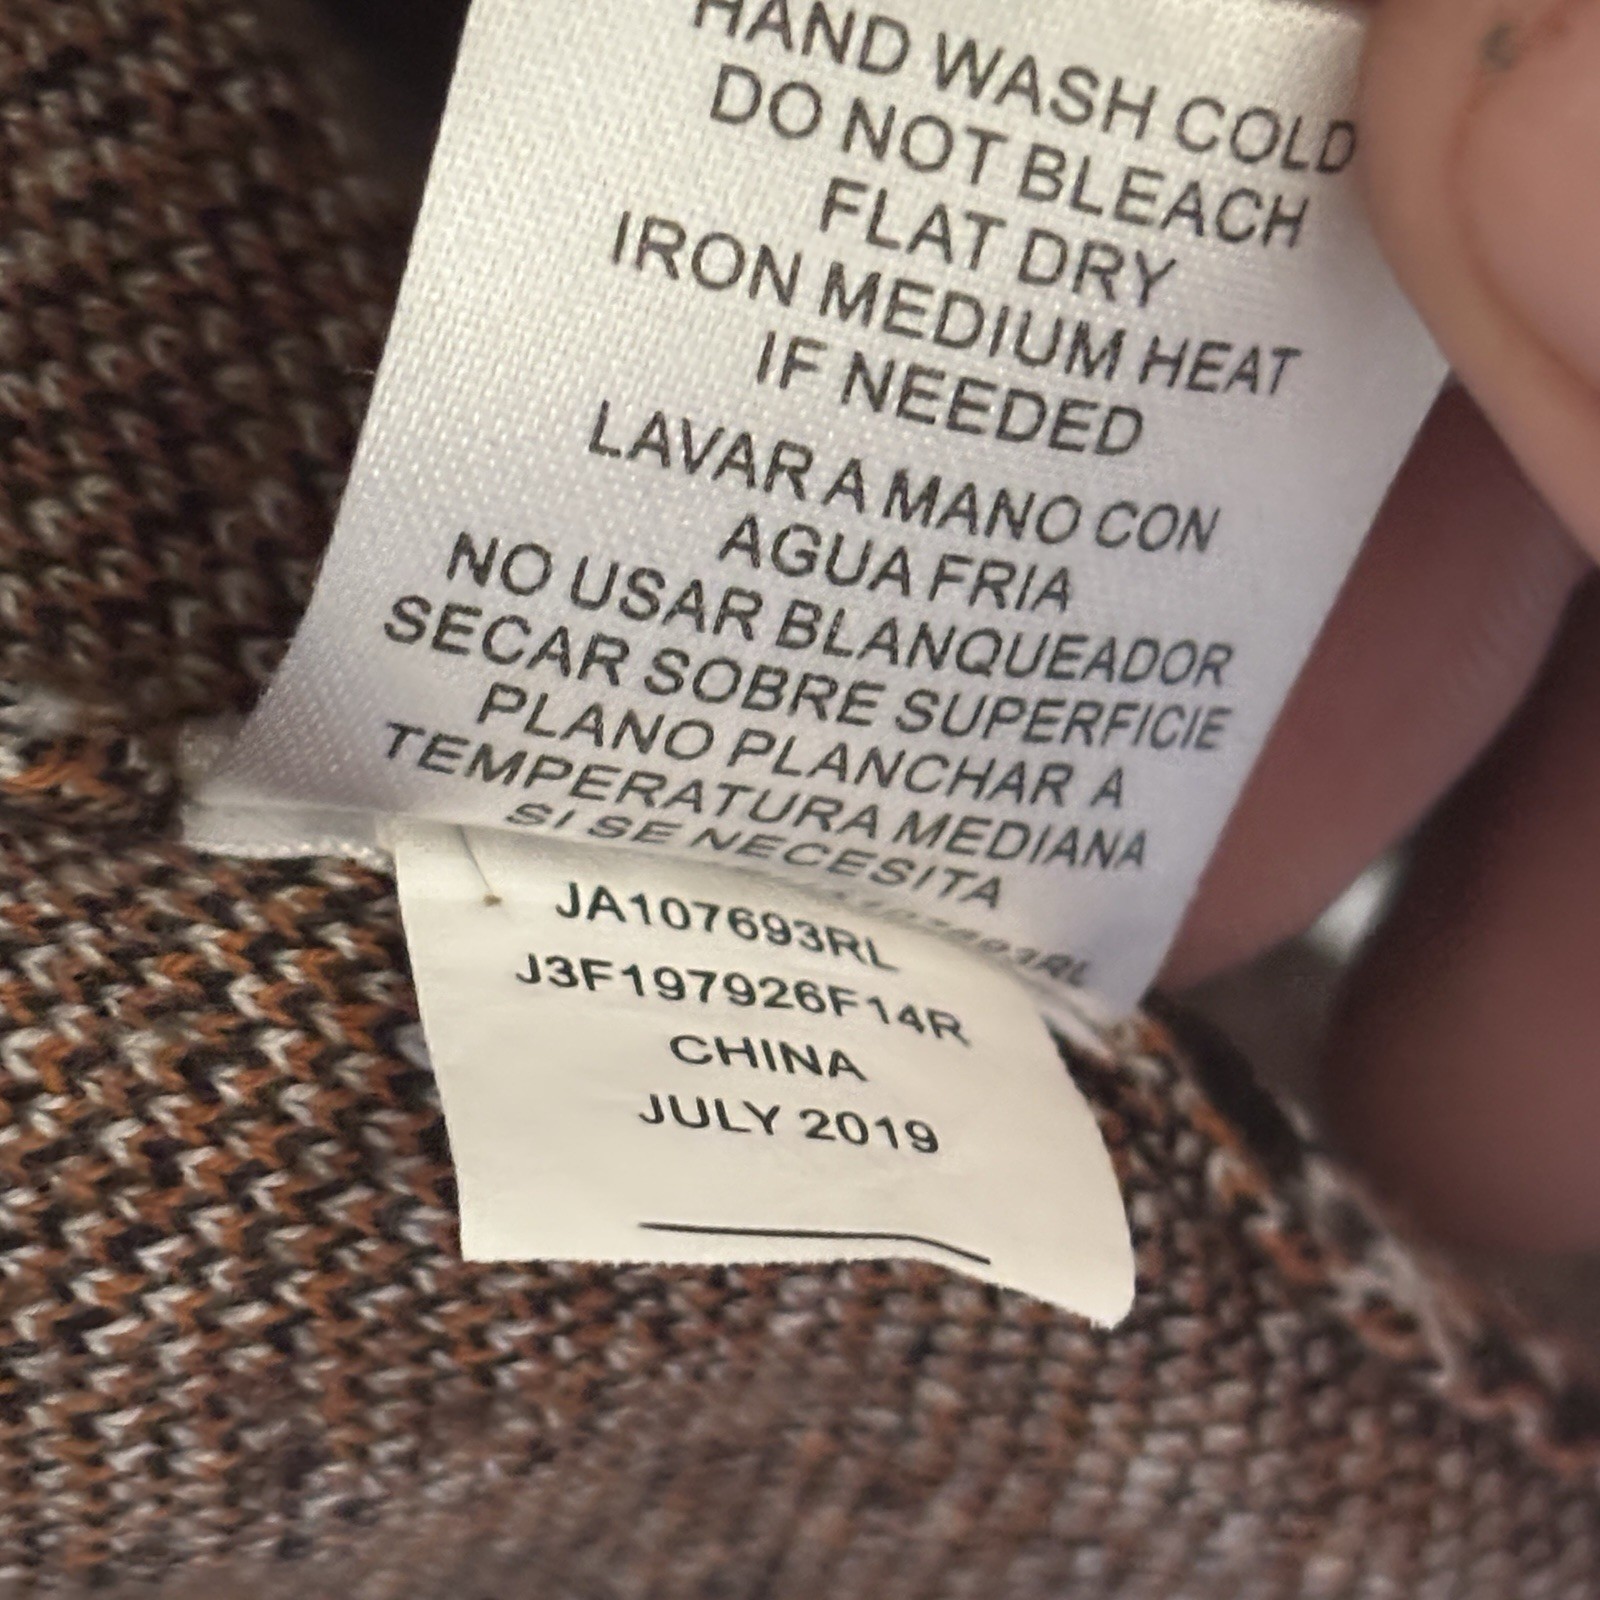 HAND WASH COLD
DO NOT BLEACH
FLAT DRY
IRON MEDIUM HEAT
IF NEEDED
LAVAR A MANO CON
AGUA FRIA
NO USAR BLANQUEADOR
SECAR SOBRE SUPERFICIE
PLANO PLANCHAR A
TEMPERATURA MEDIANA
SI SE NECESITA
JA107693RL
J3F197926F14R
CHINA
JULY 2019